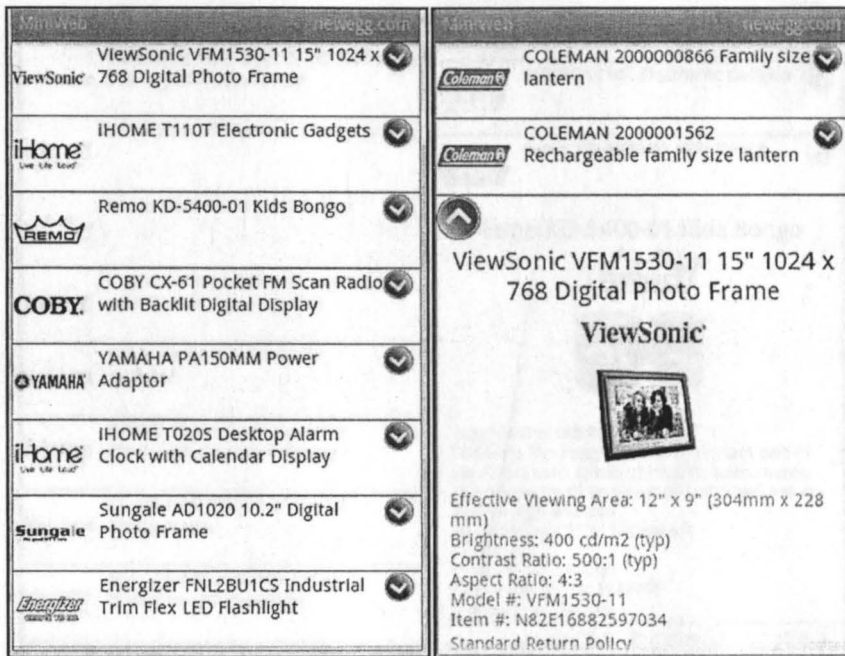 MiniWeb newegg.com
ViewSonic
ViewSonic VFM1530-11 15" 1024 x
768 Digital Photo Frame
iHome
Live Life Loud
iHOME T110T Electronic Gadgets
REMO
Remo KD-5400-01 Kids Bongo
COBY.
COBY CX-61 Pocket FM Scan Radio
with Backlit Digital Display
YAMAHA
YAMAHA PA150MM Power
Adaptor
iHome
Live Life Loud
iHOME T020S Desktop Alarm
Clock with Calendar Display
Sungale
Sungale AD1020 10.2" Digital
Photo Frame
Energizer
Energizer FNL2BU1CS Industrial
Trim Flex LED Flashlight
MiniWeb newegg.com
Coleman
COLEMAN 2000000866 Family size
lantern
Coleman
COLEMAN 2000001562
Rechargeable family size lantern
ViewSonic VFM1530-11 15" 1024 x
768 Digital Photo Frame
ViewSonic
Effective Viewing Area: 12" x 9" (304mm x 228
mm)
Brightness: 400 cd/m2 (typ)
Contrast Ratio: 500:1 (typ)
Aspect Ratio: 4:3
Model #: VFM1530-11
Item #: N82E16882597034
Standard Return Policy